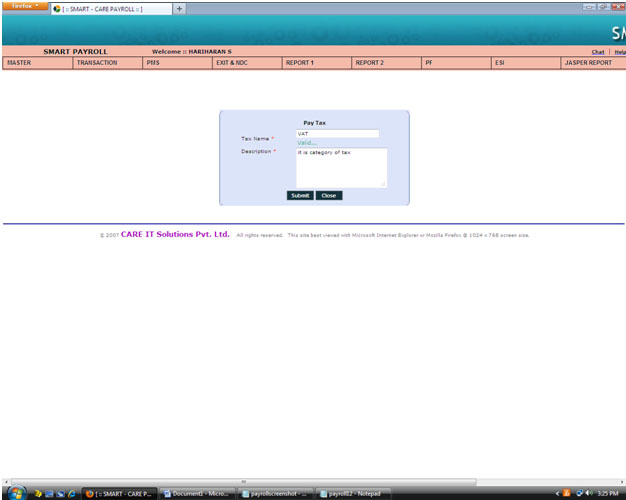 Firefox
[ :: SMART - CARE PAYROLL :: ]
SM
SMART PAYROLL Welcome :: HARIHARAN S Chat | Help
MASTER TRANSACTION PMS EXIT & NDC REPORT 1 REPORT 2 PF ESI JASPER REPORT
Pay Tax
Tax Name * VAT
Valid...
Description * It is category of tax
Submit Close
© 2007 CARE IT Solutions Pvt. Ltd. All rights reserved. This site best viewed with Microsoft Internet Explorer or Mozilla Firefox @ 1024 x 768 screen size.
[ :: SMART - CARE P... Document1 - Micro... payrollscreenshot - ... payroll12 - Notepad 3:25 PM